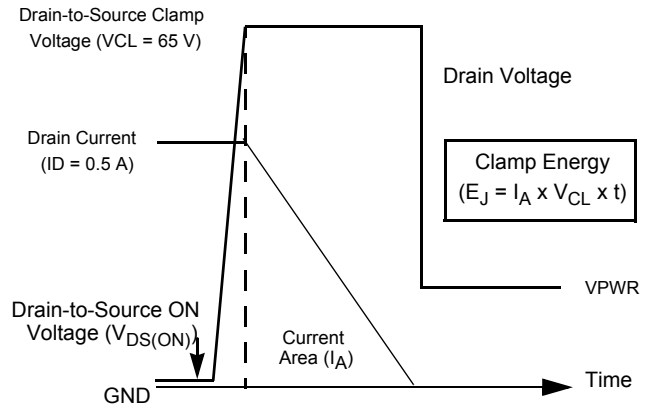 Drain-to-Source Clamp
Voltage (VCL = 65 V)
Drain Voltage
Drain Current
(ID = 0.5 A)
Clamp Energy
(EJ = IA x VCL x t)
VPWR
Drain-to-Source ON
Voltage (VDS(ON))
Current
Area (IA)
GND
Time